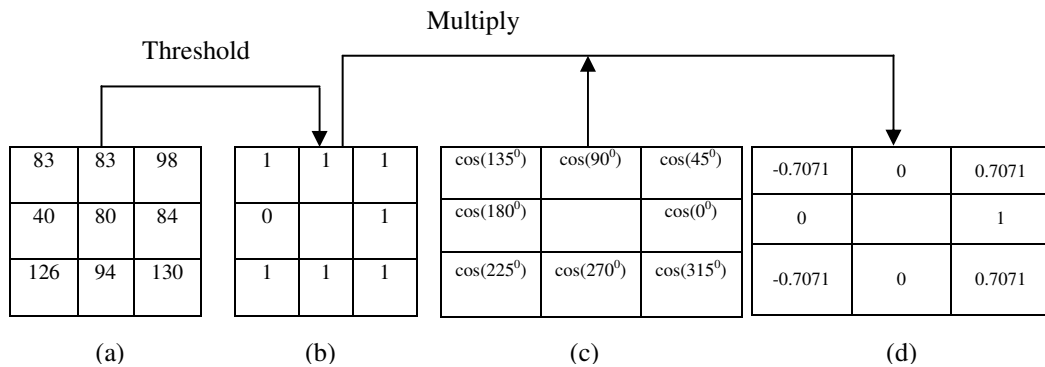 Multiply
Threshold
83 83 98
40 80 84
126 94 130
1 1 1
0 1
1 1 1
cos(135⁰) cos(90⁰) cos(45⁰)
cos(180⁰) cos(0⁰)
cos(225⁰) cos(270⁰) cos(315⁰)
-0.7071 0 0.7071
0 1
-0.7071 0 0.7071
(a) (b) (c) (d)